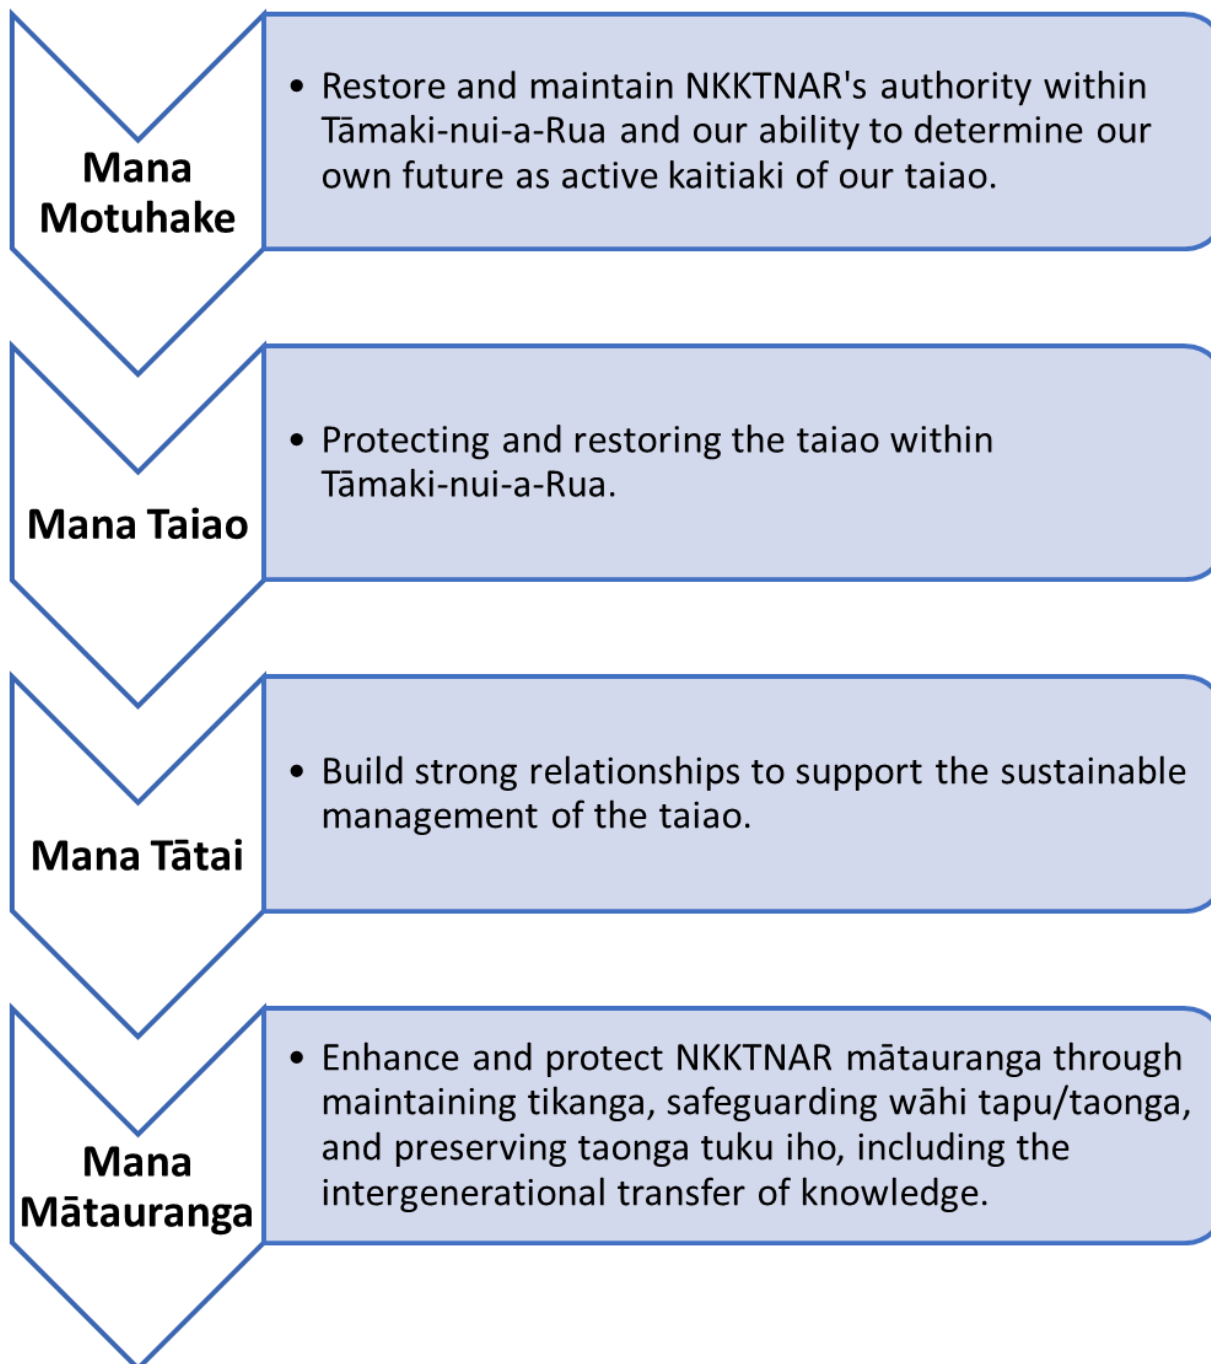 Mana
Motuhake
• Restore and maintain NKKTNAR's authority within
Tāmaki-nui-a-Rua and our ability to determine our
own future as active kaitiaki of our taiao.
Mana Taiao
• Protecting and restoring the taiao within
Tāmaki-nui-a-Rua.
Mana Tātai
• Build strong relationships to support the sustainable
management of the taiao.
Mana
Mātauranga
• Enhance and protect NKKTNAR mātauranga through
maintaining tikanga, safeguarding wāhi tapu/taonga,
and preserving taonga tuku iho, including the
intergenerational transfer of knowledge.